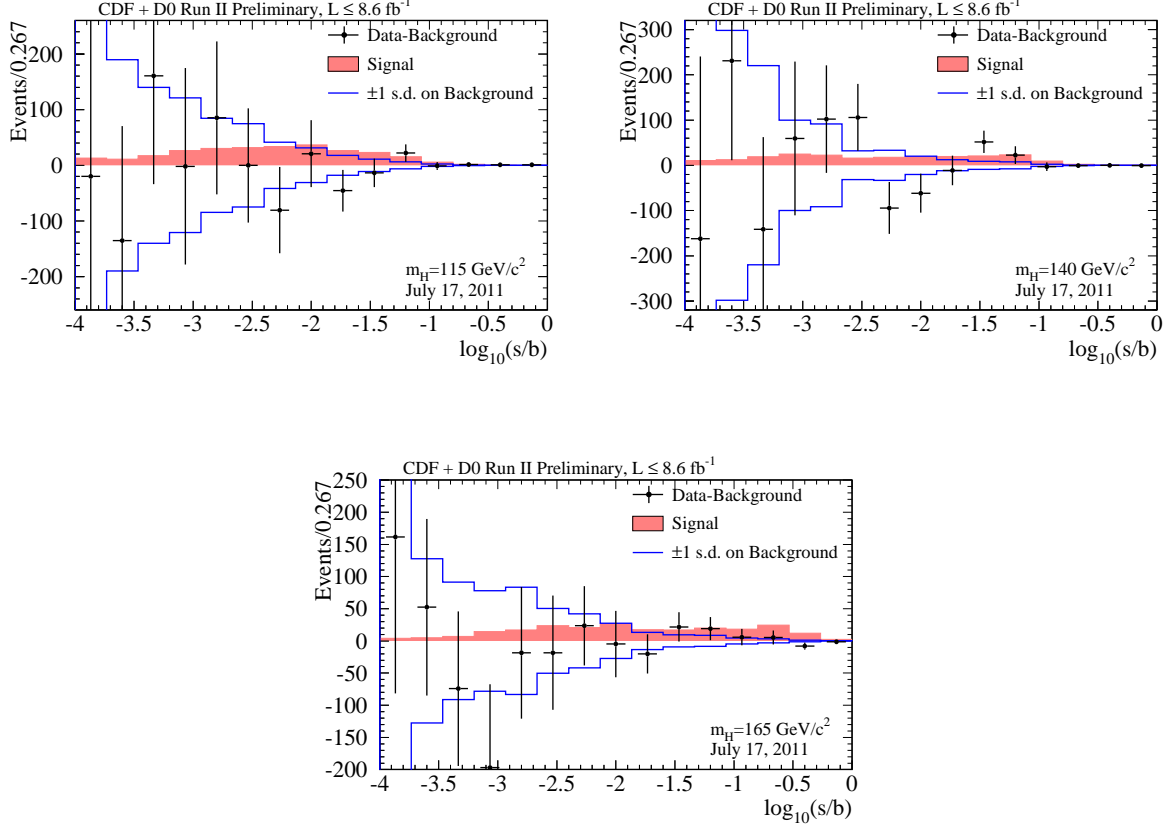 CDF + D0 Run II Preliminary, L ≤ 8.6 fb⁻¹
Events/0.267
Data-Background
Signal
±1 s.d. on Background
200
100
0
-100
-200
m_H=115 GeV/c²
July 17, 2011
-4 -3.5 -3 -2.5 -2 -1.5 -1 -0.5 0
log₁₀(s/b)
CDF + D0 Run II Preliminary, L ≤ 8.6 fb⁻¹
Events/0.267
Data-Background
Signal
±1 s.d. on Background
300
200
100
0
-100
-200
-300
m_H=140 GeV/c²
July 17, 2011
-4 -3.5 -3 -2.5 -2 -1.5 -1 -0.5 0
log₁₀(s/b)
CDF + D0 Run II Preliminary, L ≤ 8.6 fb⁻¹
Events/0.267
Data-Background
Signal
±1 s.d. on Background
250
200
150
100
50
0
-50
-100
-150
-200
m_H=165 GeV/c²
July 17, 2011
-4 -3.5 -3 -2.5 -2 -1.5 -1 -0.5 0
log₁₀(s/b)